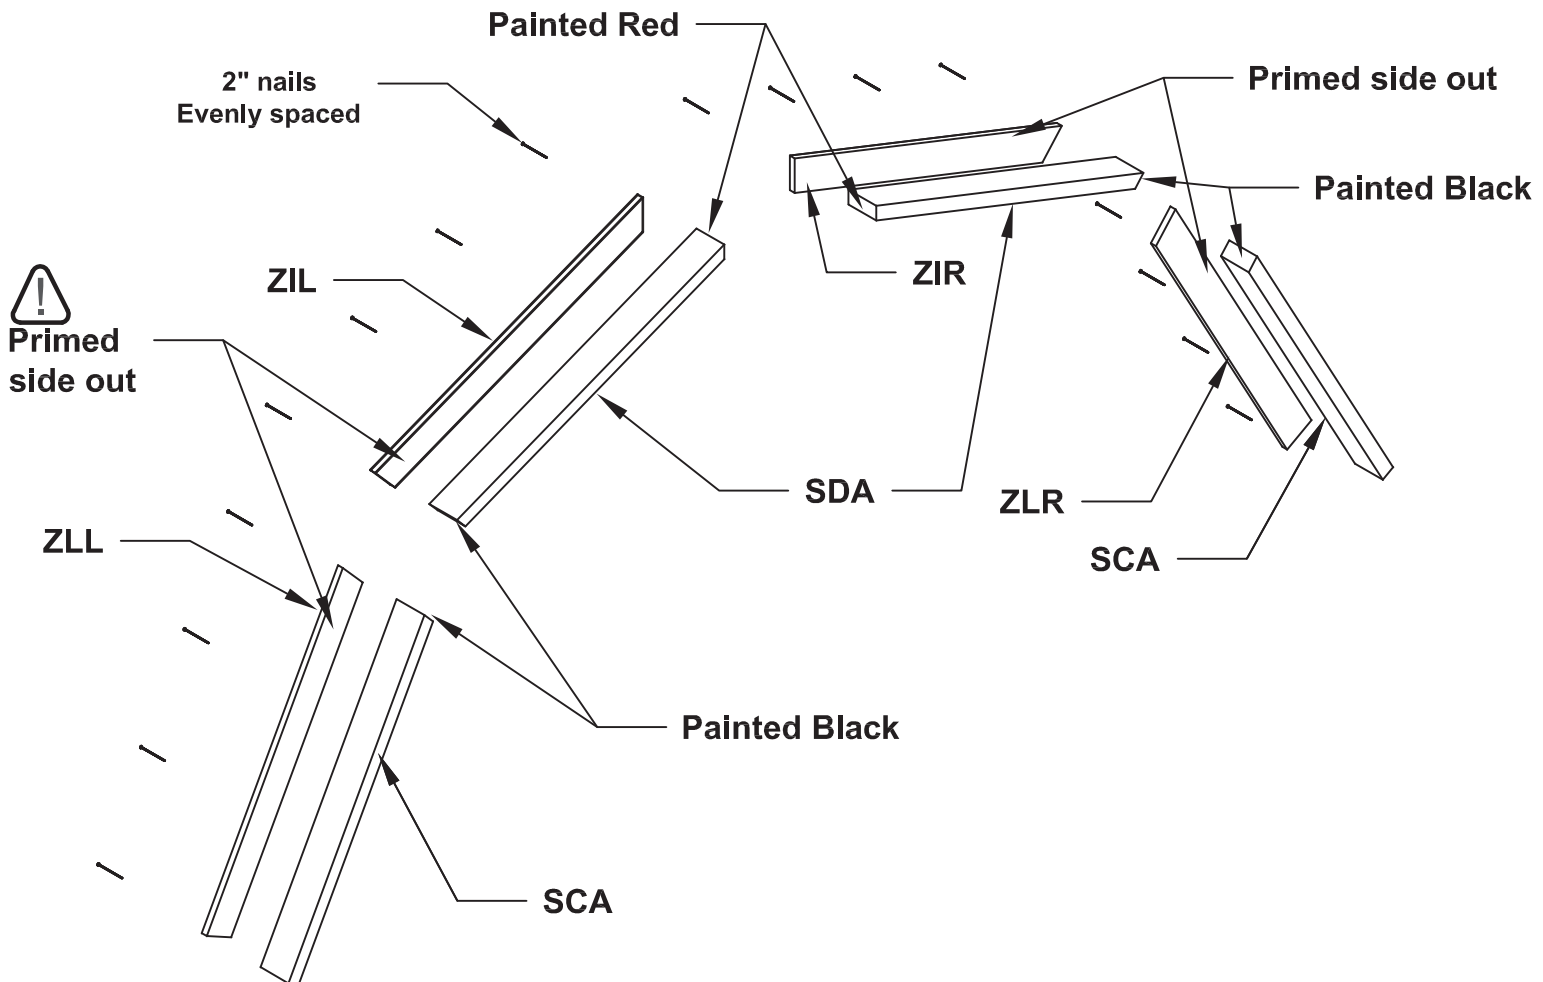 Painted Red
2" nails
Evenly spaced
Primed side out
Painted Black
ZIL
ZIR
!
Primed
side out
SDA
ZLR
ZLL
SCA
Painted Black
SCA